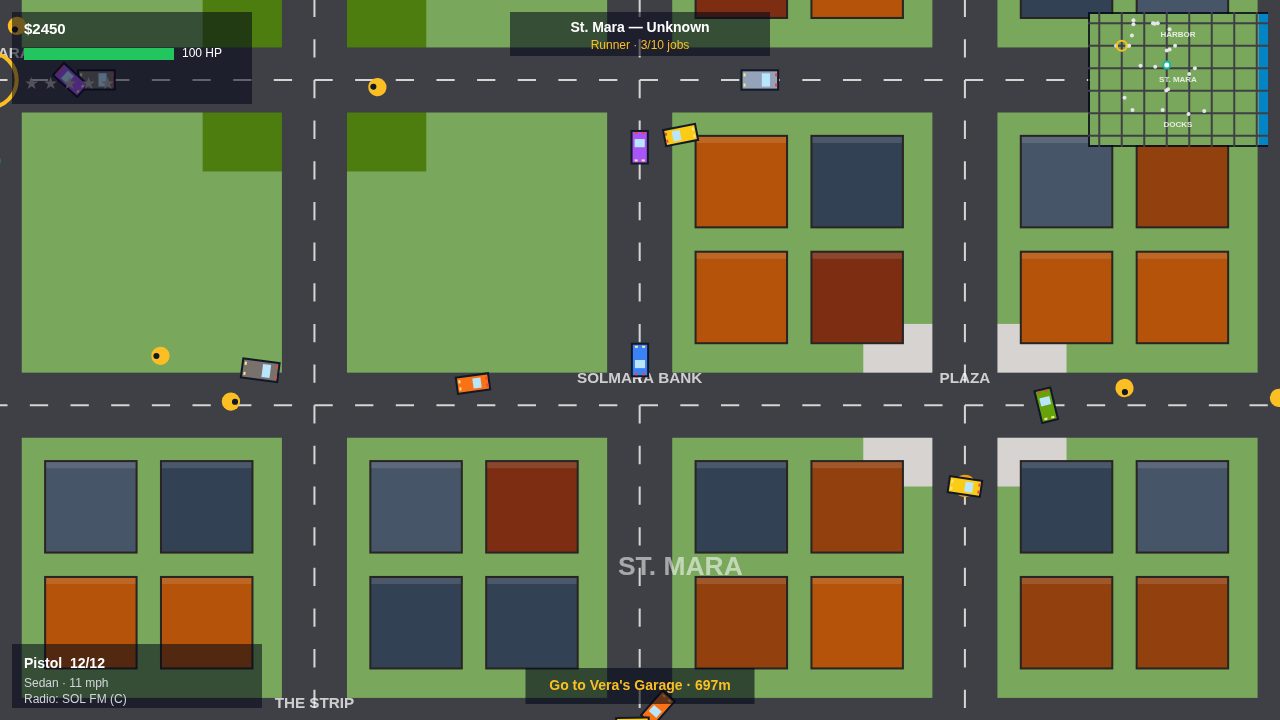 $2450
100 HP
★★★★★
St. Mara — Unknown
Runner · 3/10 jobs
HARBOR
ST. MARA
DOCKS
SOLMARA BANK
PLAZA
ST. MARA
Pistol 12/12
Sedan · 11 mph
Radio: SOL FM (C)
THE STRIP
Go to Vera's Garage · 697m